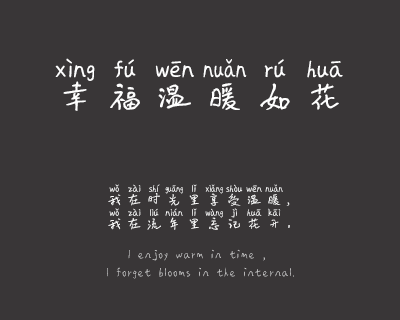 xìng fú wēn nuǎn rú huā
幸福温暖如花
wǒ zài shí guāng lǐ xiǎng shòu wēn nuǎn
我在时光里享受温暖，
wǒ zài liú nián lǐ wàng jì huā kāi
我在流年里忘记花开。
I enjoy warm in time ,
I forget blooms in the internal.